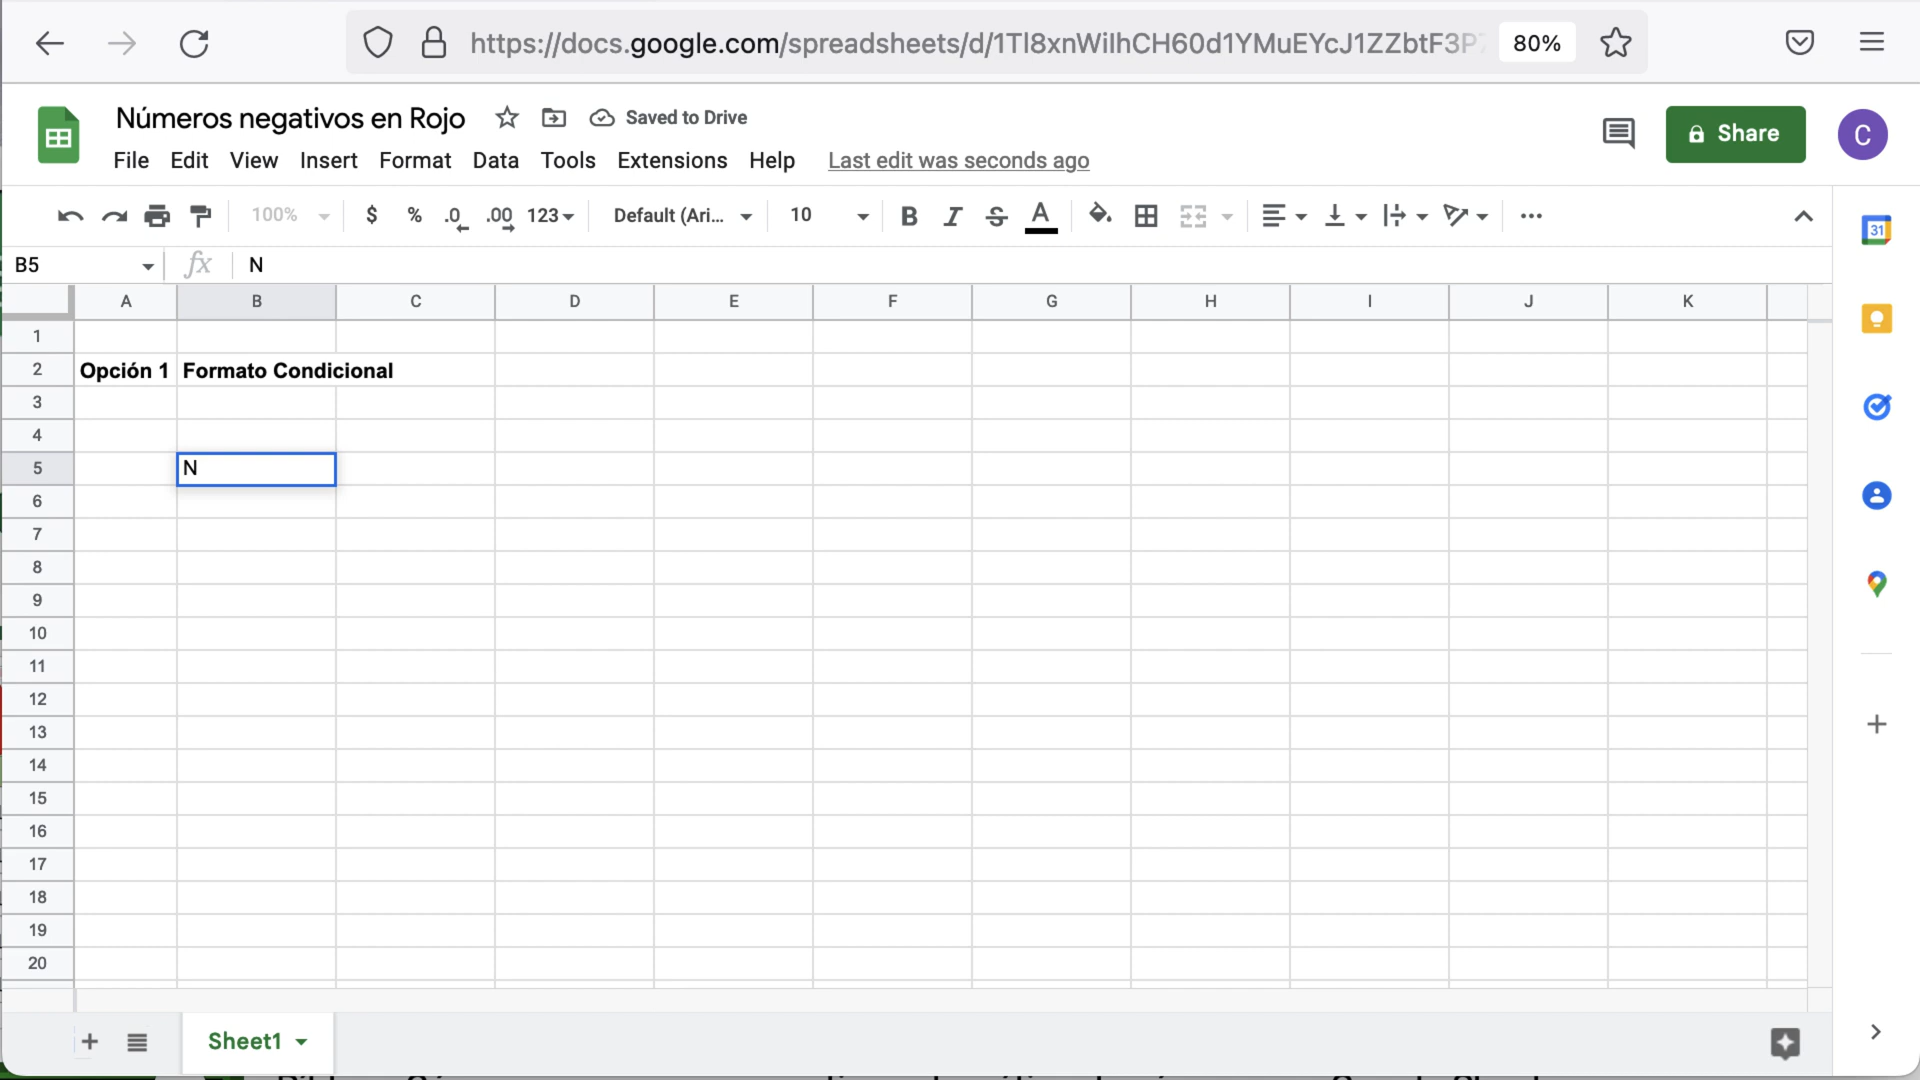 https://docs.google.com/spreadsheets/d/1Tl8xnWilhCH60d1YMuEYcJ1ZZbtF3P7
80%
Números negativos en Rojo
Saved to Drive
File Edit View Insert Format Data Tools Extensions Help Last edit was seconds ago
Share
C
100% $ % .0 .00 123 Default (Ari... 10 B I S A
31
B5 fx N
A B C D E F G H I J K
1
2 Opción 1 Formato Condicional
3
4
5 N
6
7
8
9
10
11
12
13
14
15
16
17
18
19
20
Sheet1